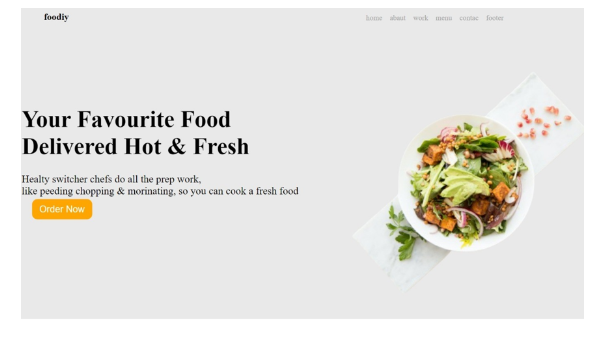 foodiy
home about work menu contac footer
Your Favourite Food
Delivered Hot & Fresh
Healty switcher chefs do all the prep work,
like peeding chopping & morinating, so you can cook a fresh food
Order Now